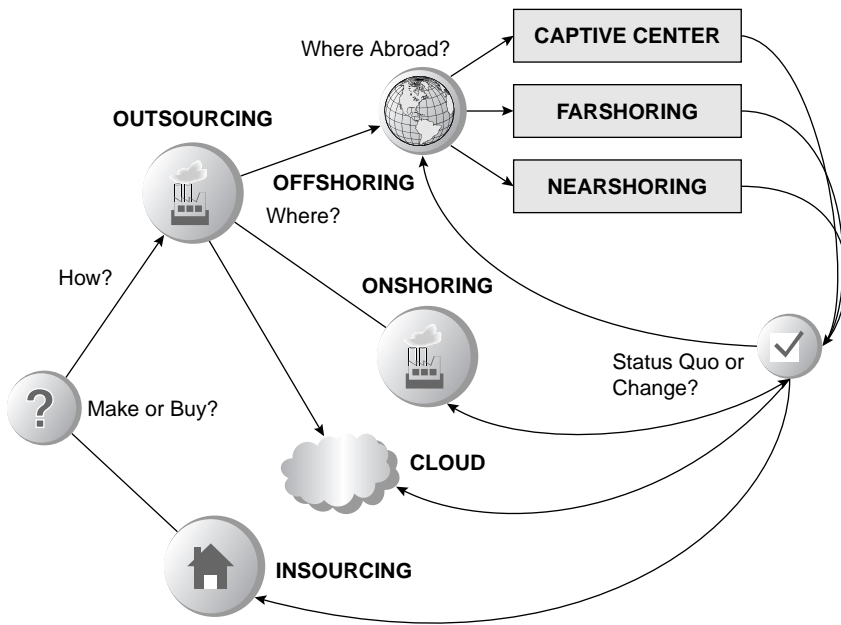 Where Abroad?
CAPTIVE CENTER
FARSHORING
NEARSHORING
OUTSOURCING
OFFSHORING
Where?
How?
ONSHORING
?
Make or Buy?
Status Quo or
Change?
CLOUD
INSOURCING